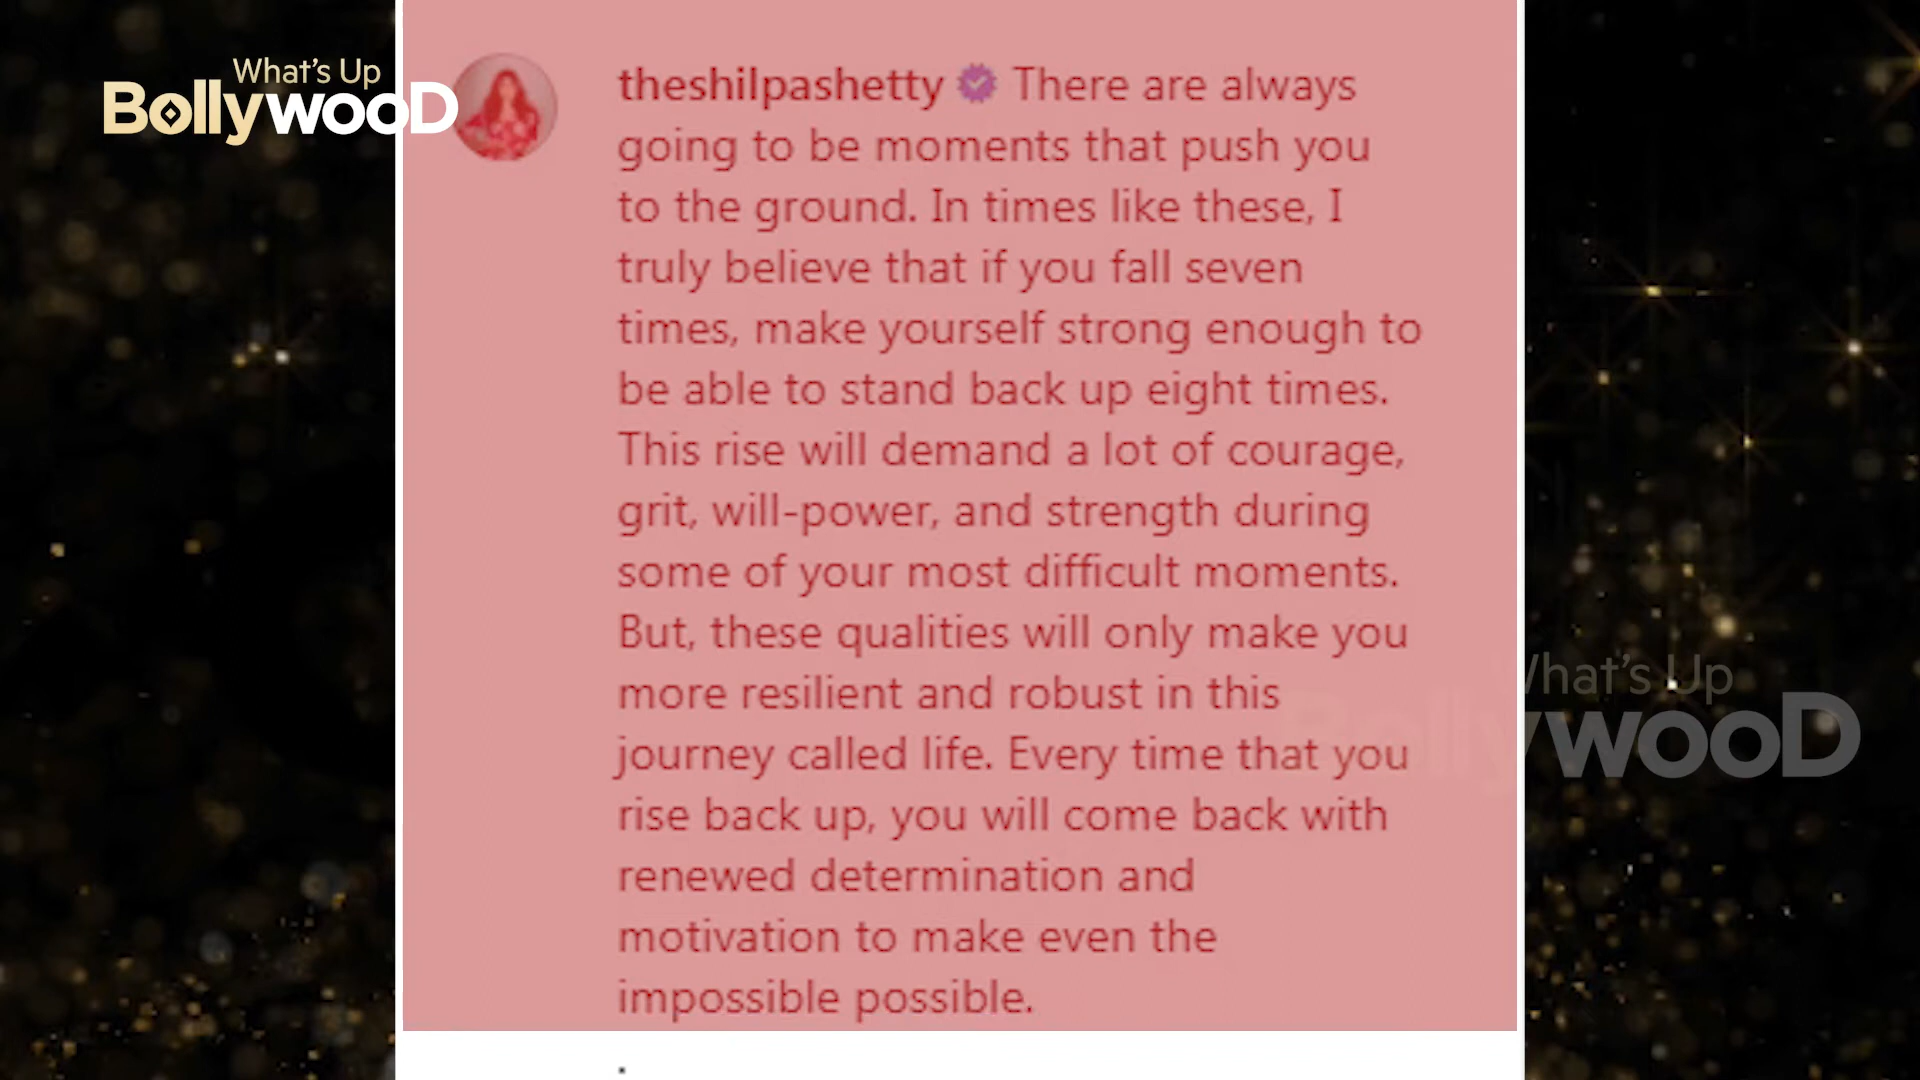 What's Up
BollywooD
theshilpashetty There are always
going to be moments that push you
to the ground. In times like these, I
truly believe that if you fall seven
times, make yourself strong enough to
be able to stand back up eight times.
This rise will demand a lot of courage,
grit, will-power, and strength during
some of your most difficult moments.
But, these qualities will only make you
more resilient and robust in this
journey called life. Every time that you
rise back up, you will come back with
renewed determination and
motivation to make even the
impossible possible.
.
What's Up
BollywooD